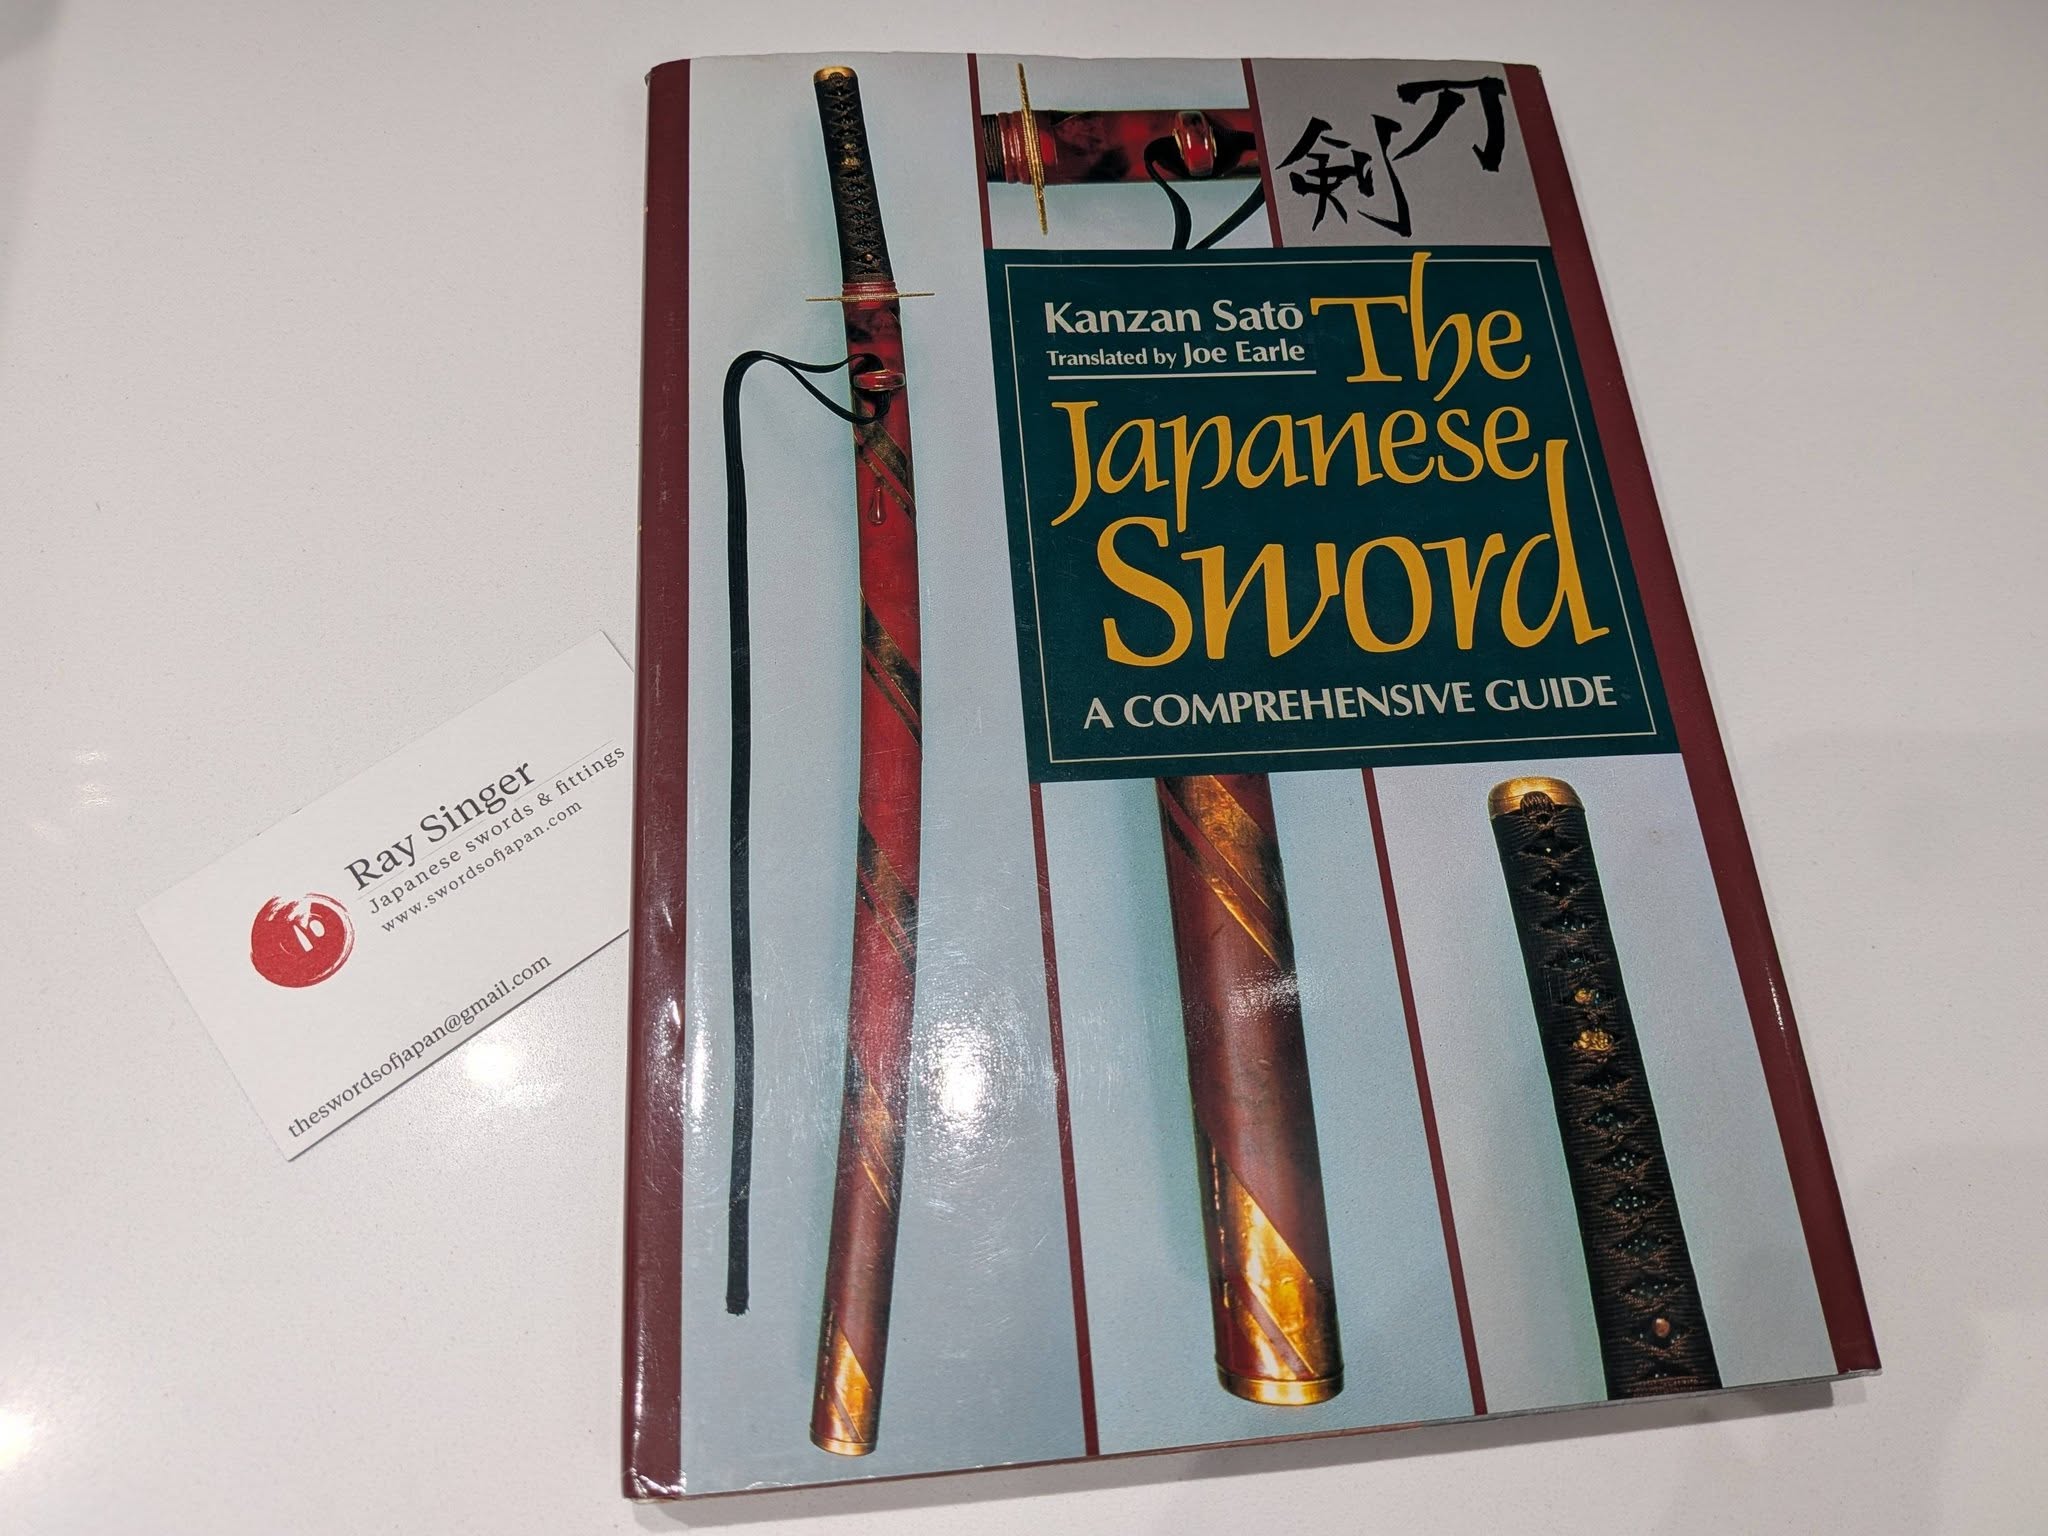 刀剣
Kanzan Satō
Translated by Joe Earle
The
Japanese
Sword
A COMPREHENSIVE GUIDE
Ray Singer
Japanese swords & fittings
www.swordsofjapan.com
theswordsofjapan@gmail.com